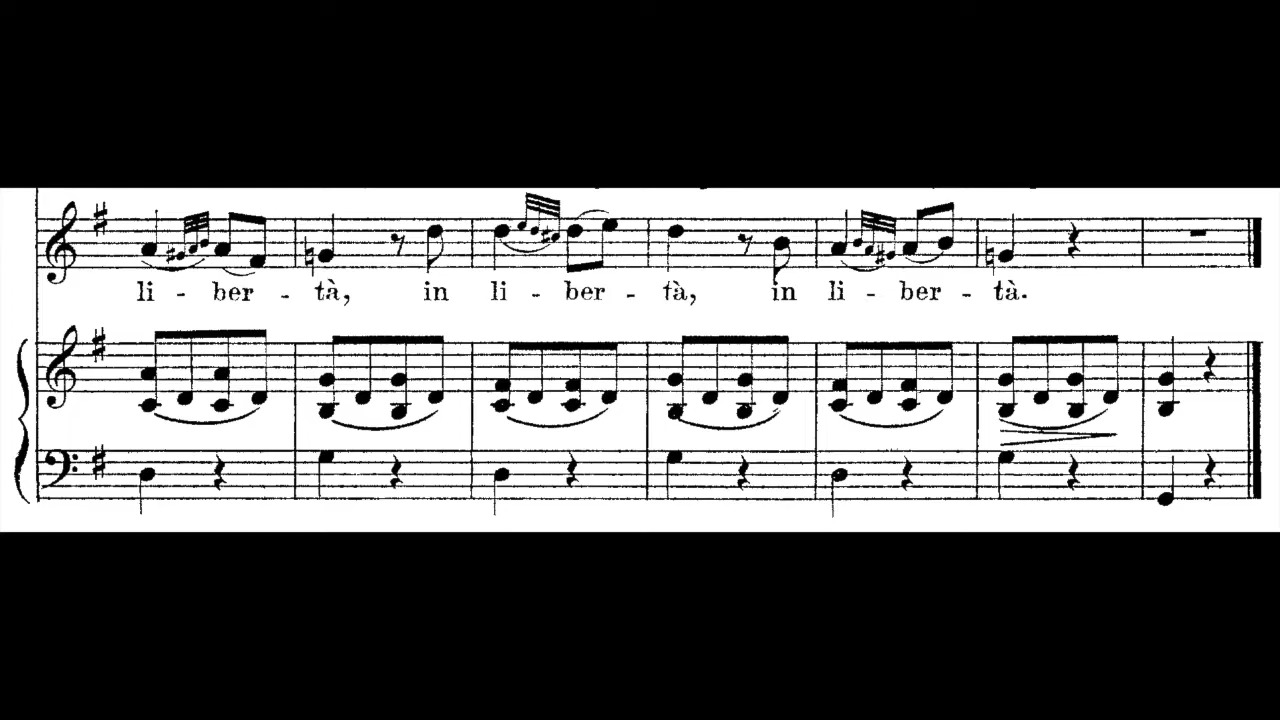 li - ber - tà, in li - ber - tà, in li - ber - tà.